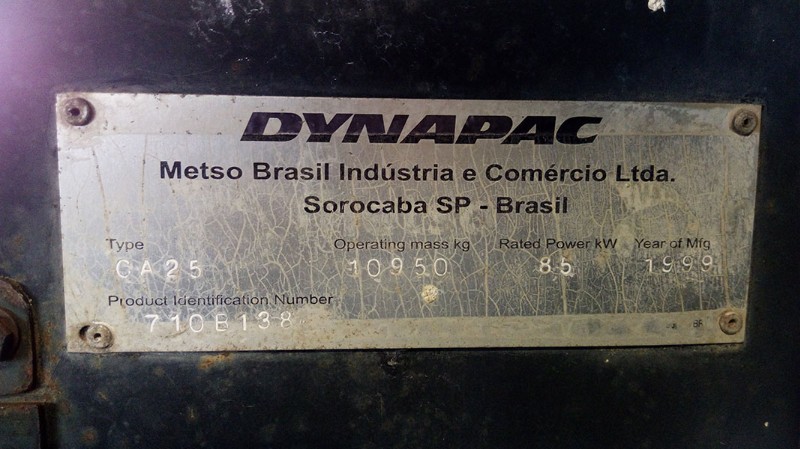 DYNAPAC
Metso Brasil Indústria e Comércio Ltda.
Sorocaba SP - Brasil
Type Operating mass kg Rated Power kW Year of Mfg
CA25 10950 85 1999
Product Identification Number
710B138
BR